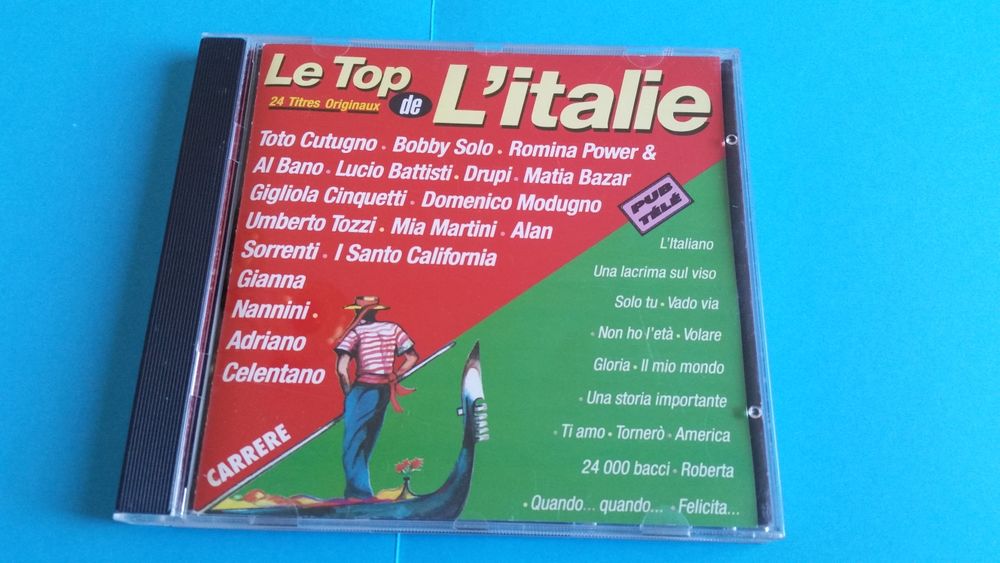 Le Top de L'italie
24 Titres Originaux
Toto Cutugno • Bobby Solo • Romina Power &
Al Bano • Lucio Battisti • Drupi • Matia Bazar
Gigliola Cinquetti • Domenico Modugno
Umberto Tozzi • Mia Martini • Alan
Sorrenti • I Santo California
Gianna
Nannini •
Adriano
Celentano
PUB
TÉLÉ
L'Italiano
Una lacrima sul viso
Solo tu • Vado via
• Non ho l'età • Volare
Gloria • Il mio mondo
• Una storia importante
• Ti amo • Tornerò • America
24 000 bacci • Roberta
• Quando... quando... • Felicita...
CARRERE